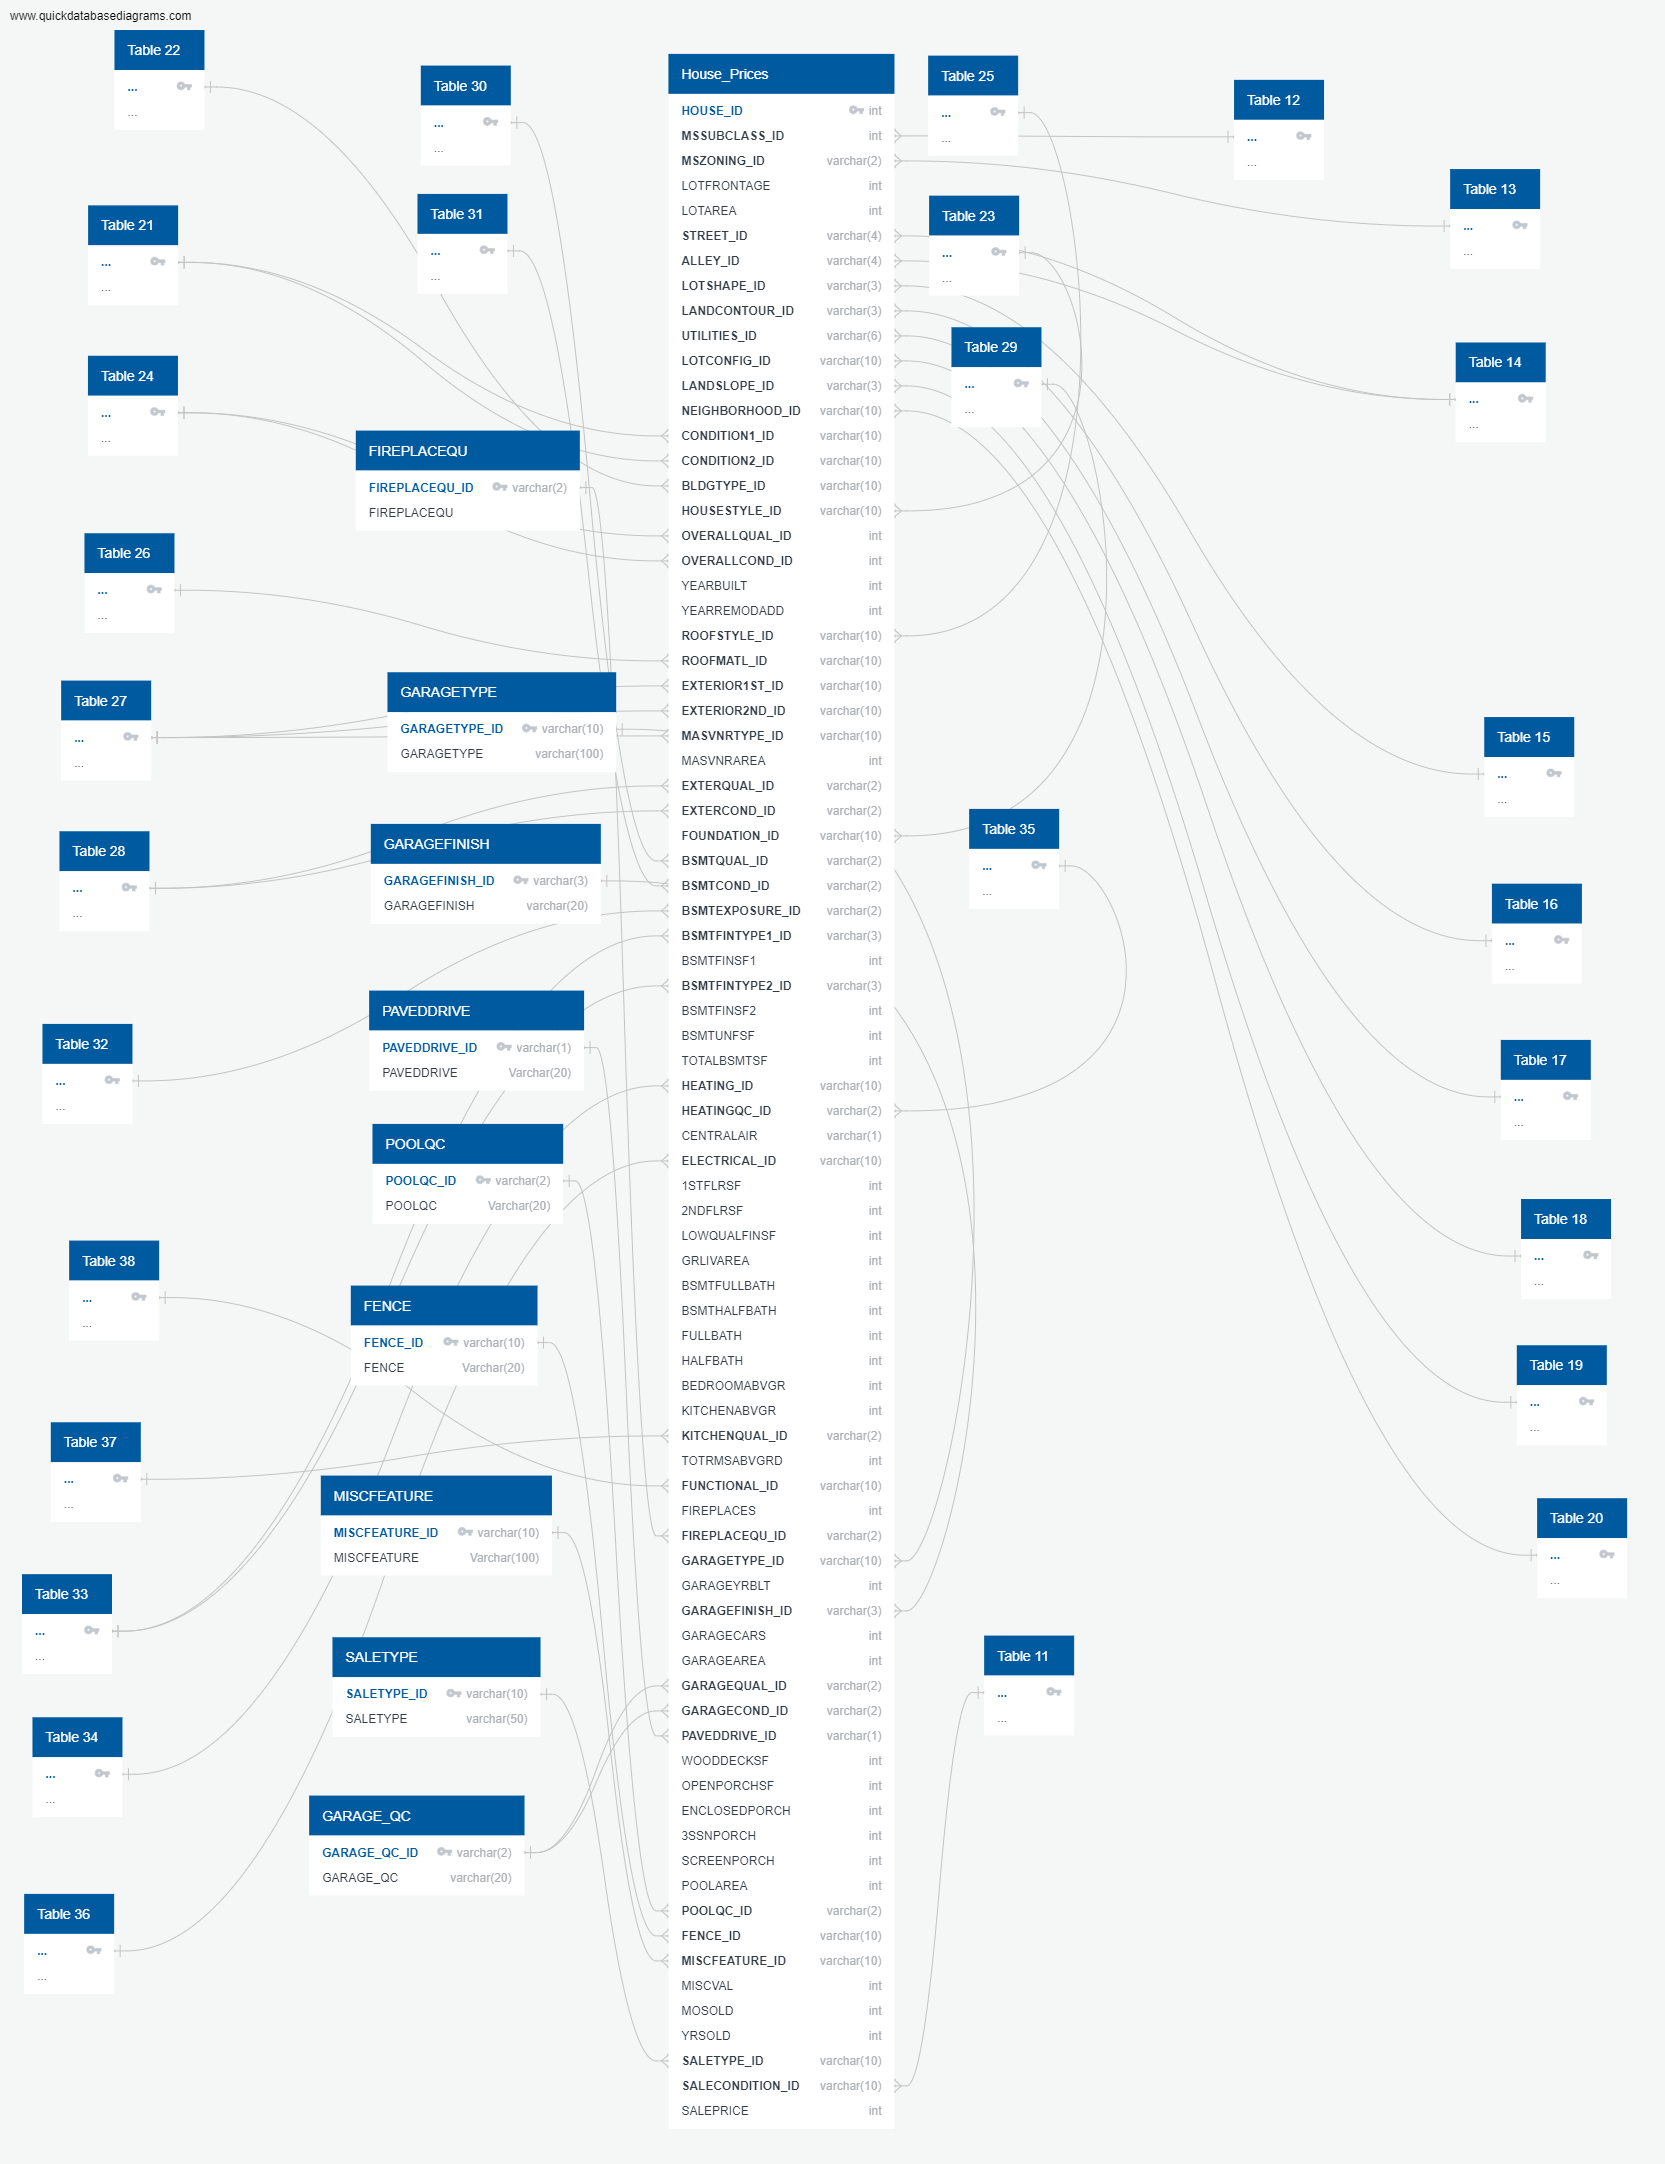 www.quickdatabasediagrams.com
Table 22
...
...
Table 30
...
...
Table 31
...
...
Table 21
...
...
Table 24
...
...
FIREPLACEQU
FIREPLACEQU_ID varchar(2)
FIREPLACEQU
Table 26
...
...
Table 27
...
...
GARAGETYPE
GARAGETYPE_ID varchar(10)
GARAGETYPE varchar(100)
Table 28
...
...
GARAGEFINISH
GARAGEFINISH_ID varchar(3)
GARAGEFINISH varchar(20)
Table 32
...
...
PAVEDDRIVE
PAVEDDRIVE_ID varchar(1)
PAVEDDRIVE Varchar(20)
POOLQC
POOLQC_ID varchar(2)
POOLQC Varchar(20)
Table 38
...
...
FENCE
FENCE_ID varchar(10)
FENCE Varchar(20)
Table 37
...
...
MISCFEATURE
MISCFEATURE_ID varchar(10)
MISCFEATURE Varchar(100)
Table 33
...
...
SALETYPE
SALETYPE_ID varchar(10)
SALETYPE varchar(50)
Table 34
...
...
GARAGE_QC
GARAGE_QC_ID varchar(2)
GARAGE_QC varchar(20)
Table 36
...
...
House_Prices
HOUSE_ID int
MSSUBCLASS_ID int
MSZONING_ID varchar(2)
LOTFRONTAGE int
LOTAREA int
STREET_ID varchar(4)
ALLEY_ID varchar(4)
LOTSHAPE_ID varchar(3)
LANDCONTOUR_ID varchar(3)
UTILITIES_ID varchar(6)
LOTCONFIG_ID varchar(10)
LANDSLOPE_ID varchar(3)
NEIGHBORHOOD_ID varchar(10)
CONDITION1_ID varchar(10)
CONDITION2_ID varchar(10)
BLDGTYPE_ID varchar(10)
HOUSESTYLE_ID varchar(10)
OVERALLQUAL_ID int
OVERALLCOND_ID int
YEARBUILT int
YEARREMODADD int
ROOFSTYLE_ID varchar(10)
ROOFMATL_ID varchar(10)
EXTERIOR1ST_ID varchar(10)
EXTERIOR2ND_ID varchar(10)
MASVNRTYPE_ID varchar(10)
MASVNRAREA int
EXTERQUAL_ID varchar(2)
EXTERCOND_ID varchar(2)
FOUNDATION_ID varchar(10)
BSMTQUAL_ID varchar(2)
BSMTCOND_ID varchar(2)
BSMTEXPOSURE_ID varchar(2)
BSMTFINTYPE1_ID varchar(3)
BSMTFINSF1 int
BSMTFINTYPE2_ID varchar(3)
BSMTFINSF2 int
BSMTUNFSF int
TOTALBSMTSF int
HEATING_ID varchar(10)
HEATINGQC_ID varchar(2)
CENTRALAIR varchar(1)
ELECTRICAL_ID varchar(10)
1STFLRSF int
2NDFLRSF int
LOWQUALFINSF int
GRLIVAREA int
BSMTFULLBATH int
BSMTHALFBATH int
FULLBATH int
HALFBATH int
BEDROOMABVGR int
KITCHENABVGR int
KITCHENQUAL_ID varchar(2)
TOTRMSABVGRD int
FUNCTIONAL_ID varchar(10)
FIREPLACES int
FIREPLACEQU_ID varchar(2)
GARAGETYPE_ID varchar(10)
GARAGEYRBLT int
GARAGEFINISH_ID varchar(3)
GARAGECARS int
GARAGEAREA int
GARAGEQUAL_ID varchar(2)
GARAGECOND_ID varchar(2)
PAVEDDRIVE_ID varchar(1)
WOODDECKSF int
OPENPORCHSF int
ENCLOSEDPORCH int
3SSNPORCH int
SCREENPORCH int
POOLAREA int
POOLQC_ID varchar(2)
FENCE_ID varchar(10)
MISCFEATURE_ID varchar(10)
MISCVAL int
MOSOLD int
YRSOLD int
SALETYPE_ID varchar(10)
SALECONDITION_ID varchar(10)
SALEPRICE int
Table 25
...
...
Table 12
...
...
Table 13
...
...
Table 23
...
...
Table 29
...
...
Table 14
...
...
Table 15
...
...
Table 35
...
...
Table 16
...
...
Table 17
...
...
Table 18
...
...
Table 19
...
...
Table 20
...
...
Table 11
...
...